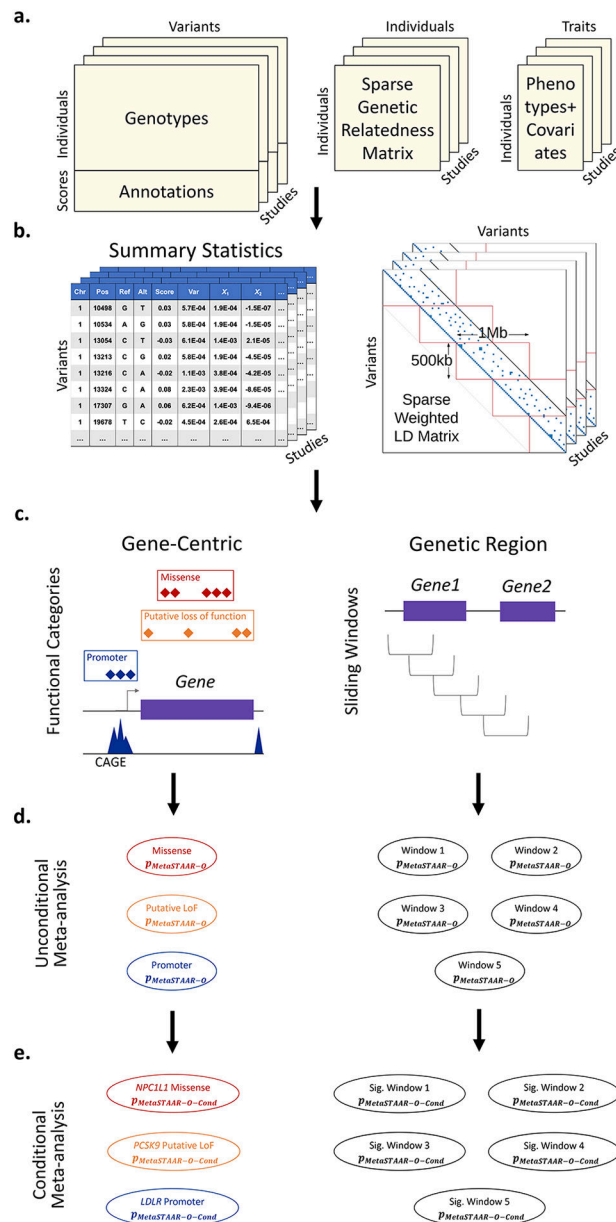 a.
Variants
Individuals
Traits
Individuals
Genotypes
Scores
Annotations
Studies
Individuals
Sparse
Genetic
Relatedness
Matrix
Studies
Individuals
Pheno
types+
Covari
ates
Studies
b.
Summary Statistics
Variants
Chr Pos Ref Alt Score Var X₁ X₂ ...
1 10498 G T 0.03 5.7E-04 1.9E-04 -1.5E-07 ...
1 10534 A G 0.03 5.8E-04 1.9E-04 -1.5E-05 ...
1 13054 C T -0.03 6.1E-04 1.4E-03 2.1E-05 ...
1 13213 C G 0.02 5.8E-04 1.9E-04 -4.5E-05 ...
1 13216 C A -0.02 1.1E-03 3.8E-04 -4.2E-05 ...
1 13324 C A 0.08 2.3E-03 3.9E-04 -8.6E-05 ...
1 17307 G A 0.06 6.2E-04 1.4E-03 -9.4E-06 ...
1 19678 T C -0.02 4.5E-04 2.6E-04 6.5E-04 ...
... ... ... ... ... ... ... ... ...
Studies
Variants
Variants
1Mb
500kb
Sparse
Weighted
LD Matrix
Studies
c.
Gene-Centric
Genetic Region
Functional Categories
Missense
Putative loss of function
Promoter
Gene
CAGE
Sliding Windows
Gene1
Gene2
d.
Unconditional
Meta-analysis
Missense
pMetaSTAAR-O
Putative LoF
pMetaSTAAR-O
Promoter
pMetaSTAAR-O
Window 1
pMetaSTAAR-O
Window 2
pMetaSTAAR-O
Window 3
pMetaSTAAR-O
Window 4
pMetaSTAAR-O
Window 5
pMetaSTAAR-O
e.
Conditional
Meta-analysis
NPC1L1 Missense
pMetaSTAAR-O-Cond
PCSK9 Putative LoF
pMetaSTAAR-O-Cond
LDLR Promoter
pMetaSTAAR-O-Cond
Sig. Window 1
pMetaSTAAR-O-Cond
Sig. Window 2
pMetaSTAAR-O-Cond
Sig. Window 3
pMetaSTAAR-O-Cond
Sig. Window 4
pMetaSTAAR-O-Cond
Sig. Window 5
pMetaSTAAR-O-Cond